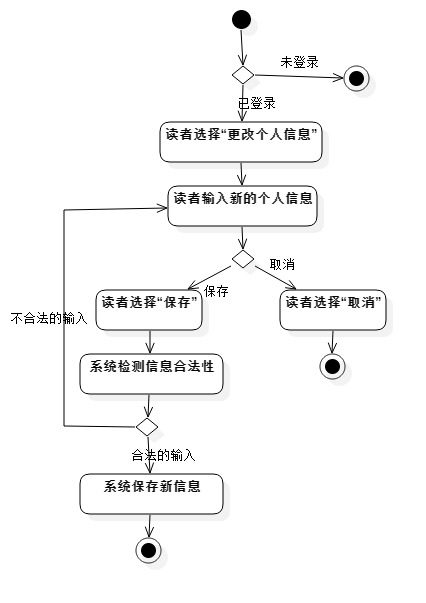 未登录
已登录
读者选择“更改个人信息”
读者输入新的个人信息
取消
保存
读者选择“保存”
读者选择“取消”
不合法的输入
系统检测信息合法性
合法的输入
系统保存新信息